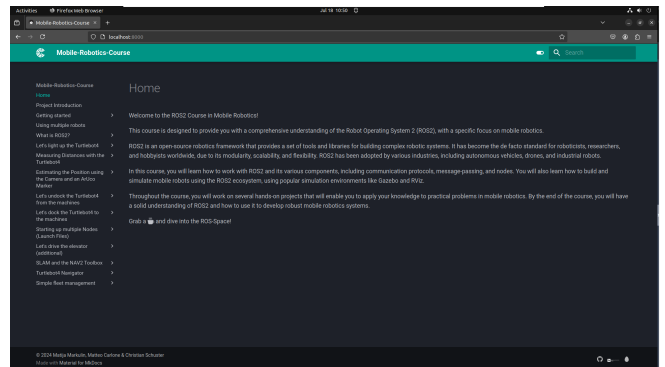 Activities
Firefox Web Browser
Jul 18 10:50
Mobile-Robotics-Course
localhost:8000
Mobile-Robotics-Course
Search
Mobile-Robotics-Course
Home
Project Introduction
Getting started
Using multiple robots
What is ROS2?
Let's light up the Turtlebot4
Measuring Distances with the
Turtlebot4
Estimating the Position using
the Camera and an ArUco
Marker
Let's undock the Turtlebot4
from the machines
Let's dock the Turtlebot4 to
the machines
Starting up multiple Nodes
(Launch Files)
Let's drive the elevator
(additional)
SLAM and the NAV2 Toolbox
Turtlebot4 Navigator
Simple fleet management
Home
Welcome to the ROS2 Course in Mobile Robotics!
This course is designed to provide you with a comprehensive understanding of the Robot Operating System 2 (ROS2), with a specific focus on mobile robotics.
ROS2 is an open-source robotics framework that provides a set of tools and libraries for building complex robotic systems. It has become the de facto standard for roboticists, researchers,
and hobbyists worldwide, due to its modularity, scalability, and flexibility. ROS2 has been adopted by various industries, including autonomous vehicles, drones, and industrial robots.
In this course, you will learn how to work with ROS2 and its various components, including communication protocols, message-passing, and nodes. You will also learn how to build and
simulate mobile robots using the ROS2 ecosystem, using popular simulation environments like Gazebo and RViz.
Throughout the course, you will work on several hands-on projects that will enable you to apply your knowledge to practical problems in mobile robotics. By the end of the course, you will have
a solid understanding of ROS2 and how to use it to develop robust mobile robotics systems.
Grab a ☕ and dive into the ROS-Space!
© 2024 Matija Markulin, Matteo Carlone & Christian Schuster
Made with Material for MkDocs